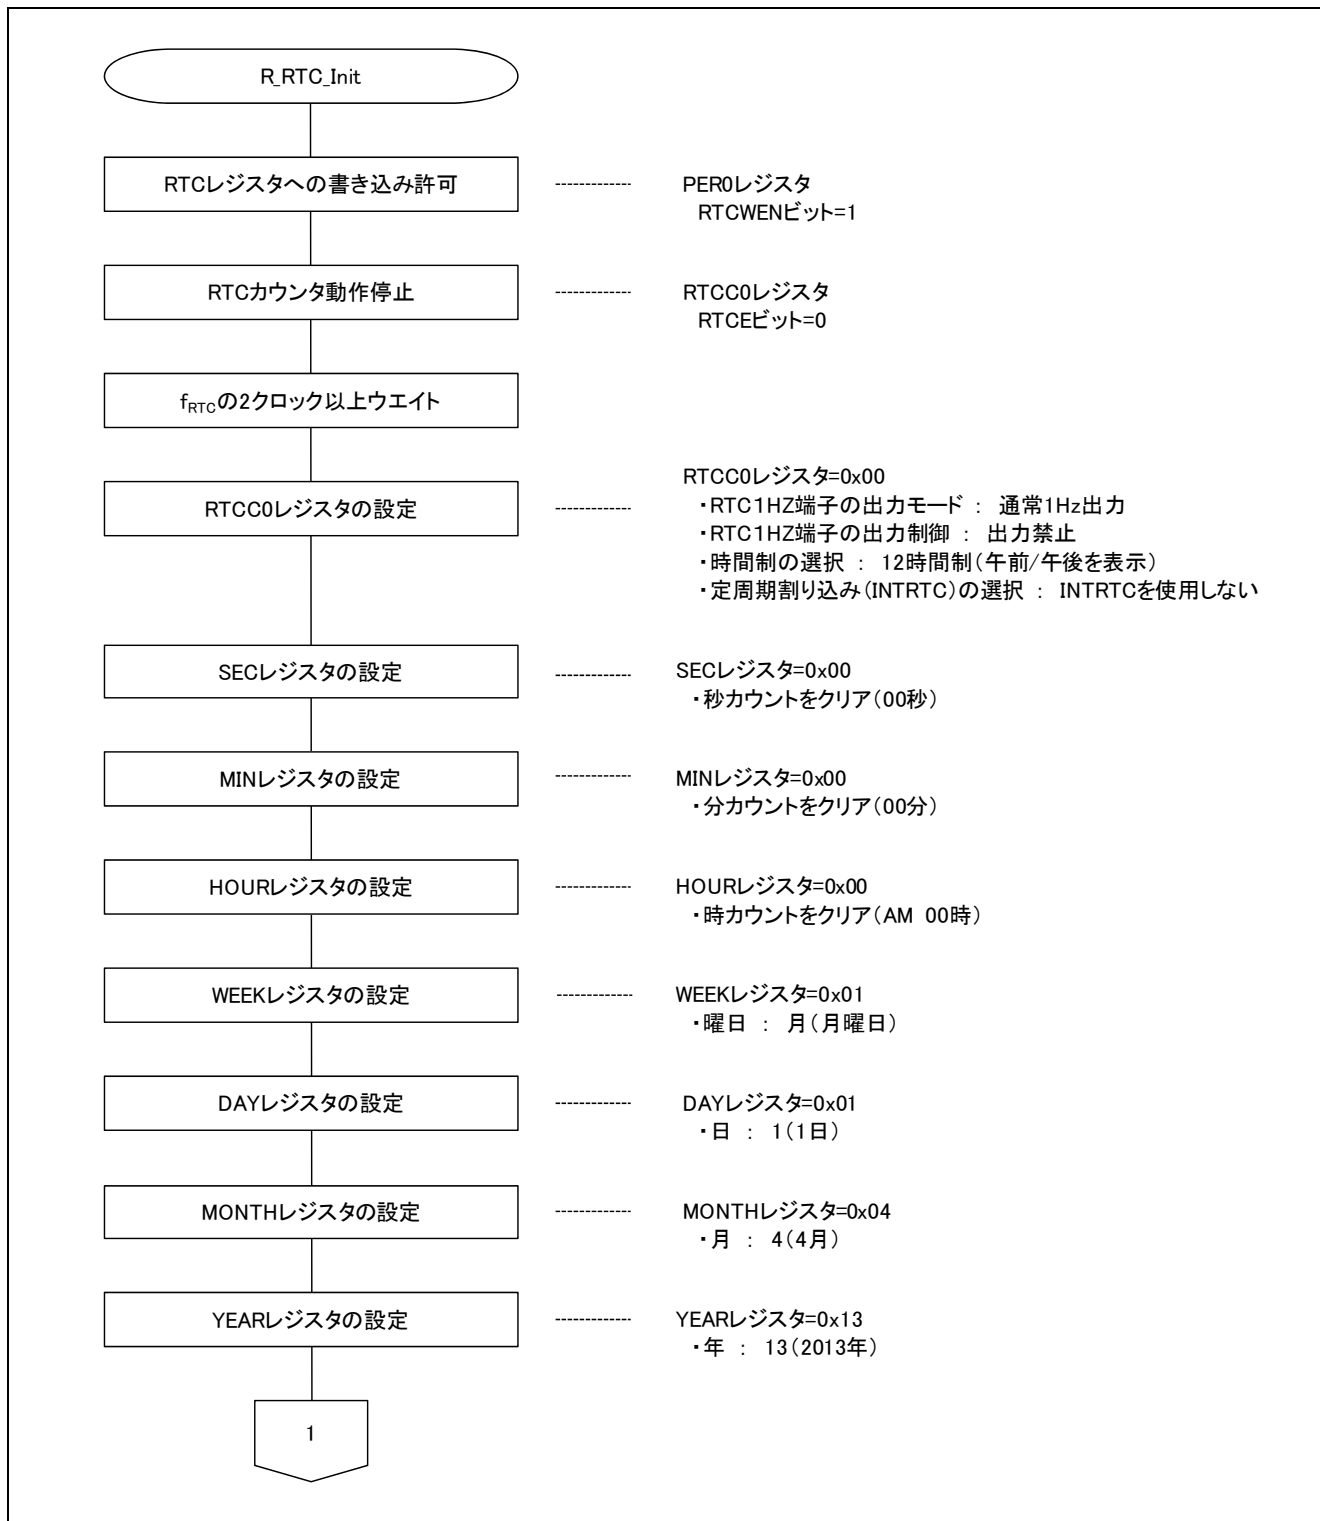 R_RTC_Init
RTCレジスタへの書き込み許可
PER0レジスタ
RTCWENビット=1
RTCカウンタ動作停止
RTCC0レジスタ
RTCEビット=0
fRTCの2クロック以上ウエイト
RTCC0レジスタの設定
RTCC0レジスタ=0x00
・RTC1HZ端子の出力モード : 通常1Hz出力
・RTC1HZ端子の出力制御 : 出力禁止
・時間制の選択 : 12時間制(午前/午後を表示)
・定周期割り込み(INTRTC)の選択 : INTRTCを使用しない
SECレジスタの設定
SECレジスタ=0x00
・秒カウントをクリア(00秒)
MINレジスタの設定
MINレジスタ=0x00
・分カウントをクリア(00分)
HOURレジスタの設定
HOURレジスタ=0x00
・時カウントをクリア(AM 00時)
WEEKレジスタの設定
WEEKレジスタ=0x01
・曜日 : 月(月曜日)
DAYレジスタの設定
DAYレジスタ=0x01
・日 : 1(1日)
MONTHレジスタの設定
MONTHレジスタ=0x04
・月 : 4(4月)
YEARレジスタの設定
YEARレジスタ=0x13
・年 : 13(2013年)
1